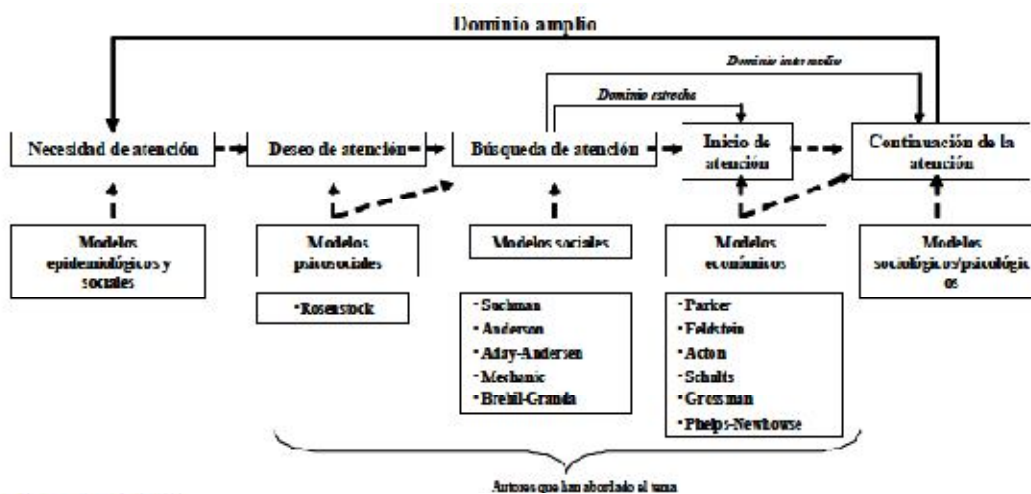 Dominio amplio
Dominio intermedio
Dominio estrecho
Necesidad de atención
Deseo de atención
Búsqueda de atención
Inicio de
atención
Continuación de la
atención
Modelos
epidemiológicos y
sociales
Modelos
psicosociales
Modelos sociales
Modelos
económicos
Modelos
sociológicos/psicológic
os
•Rosenstock
- Suchman
• Anderson
• Aday-Andersen
• Mechanic
• Brehil-Granda
- Parker
• Feldstein
• Acton
- Schults
• Grossman
• Phelps-Newhouse
Autores que han abordado el tema